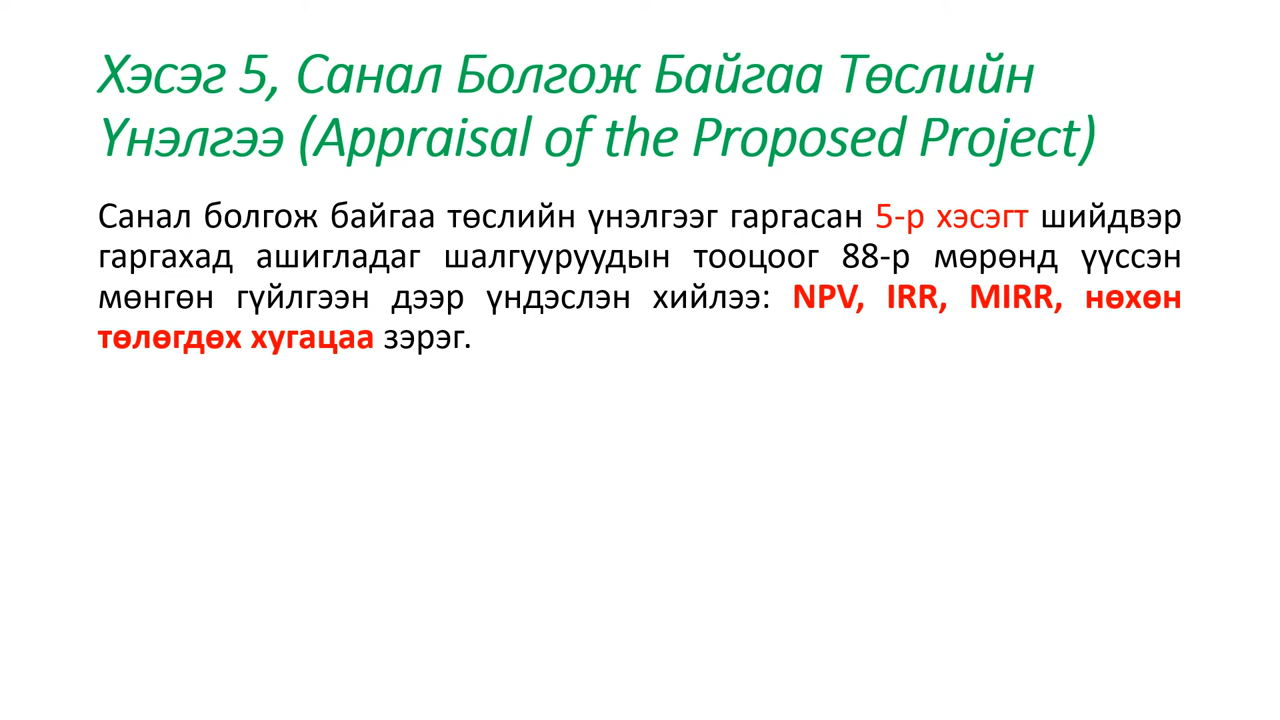 Хэсэг 5, Санал Болгож Байгаа Төслийн
Үнэлгээ (Appraisal of the Proposed Project)
Санал болгож байгаа төслийн үнэлгээг гаргасан 5-р хэсэгт шийдвэр
гаргахад ашигладаг шалгууруудын тооцоог 88-р мөрөнд үүссэн
мөнгөн гүйлгээн дээр үндэслэн хийлээ: NPV, IRR, MIRR, нөхөн
төлөгдөх хугацаа зэрэг.